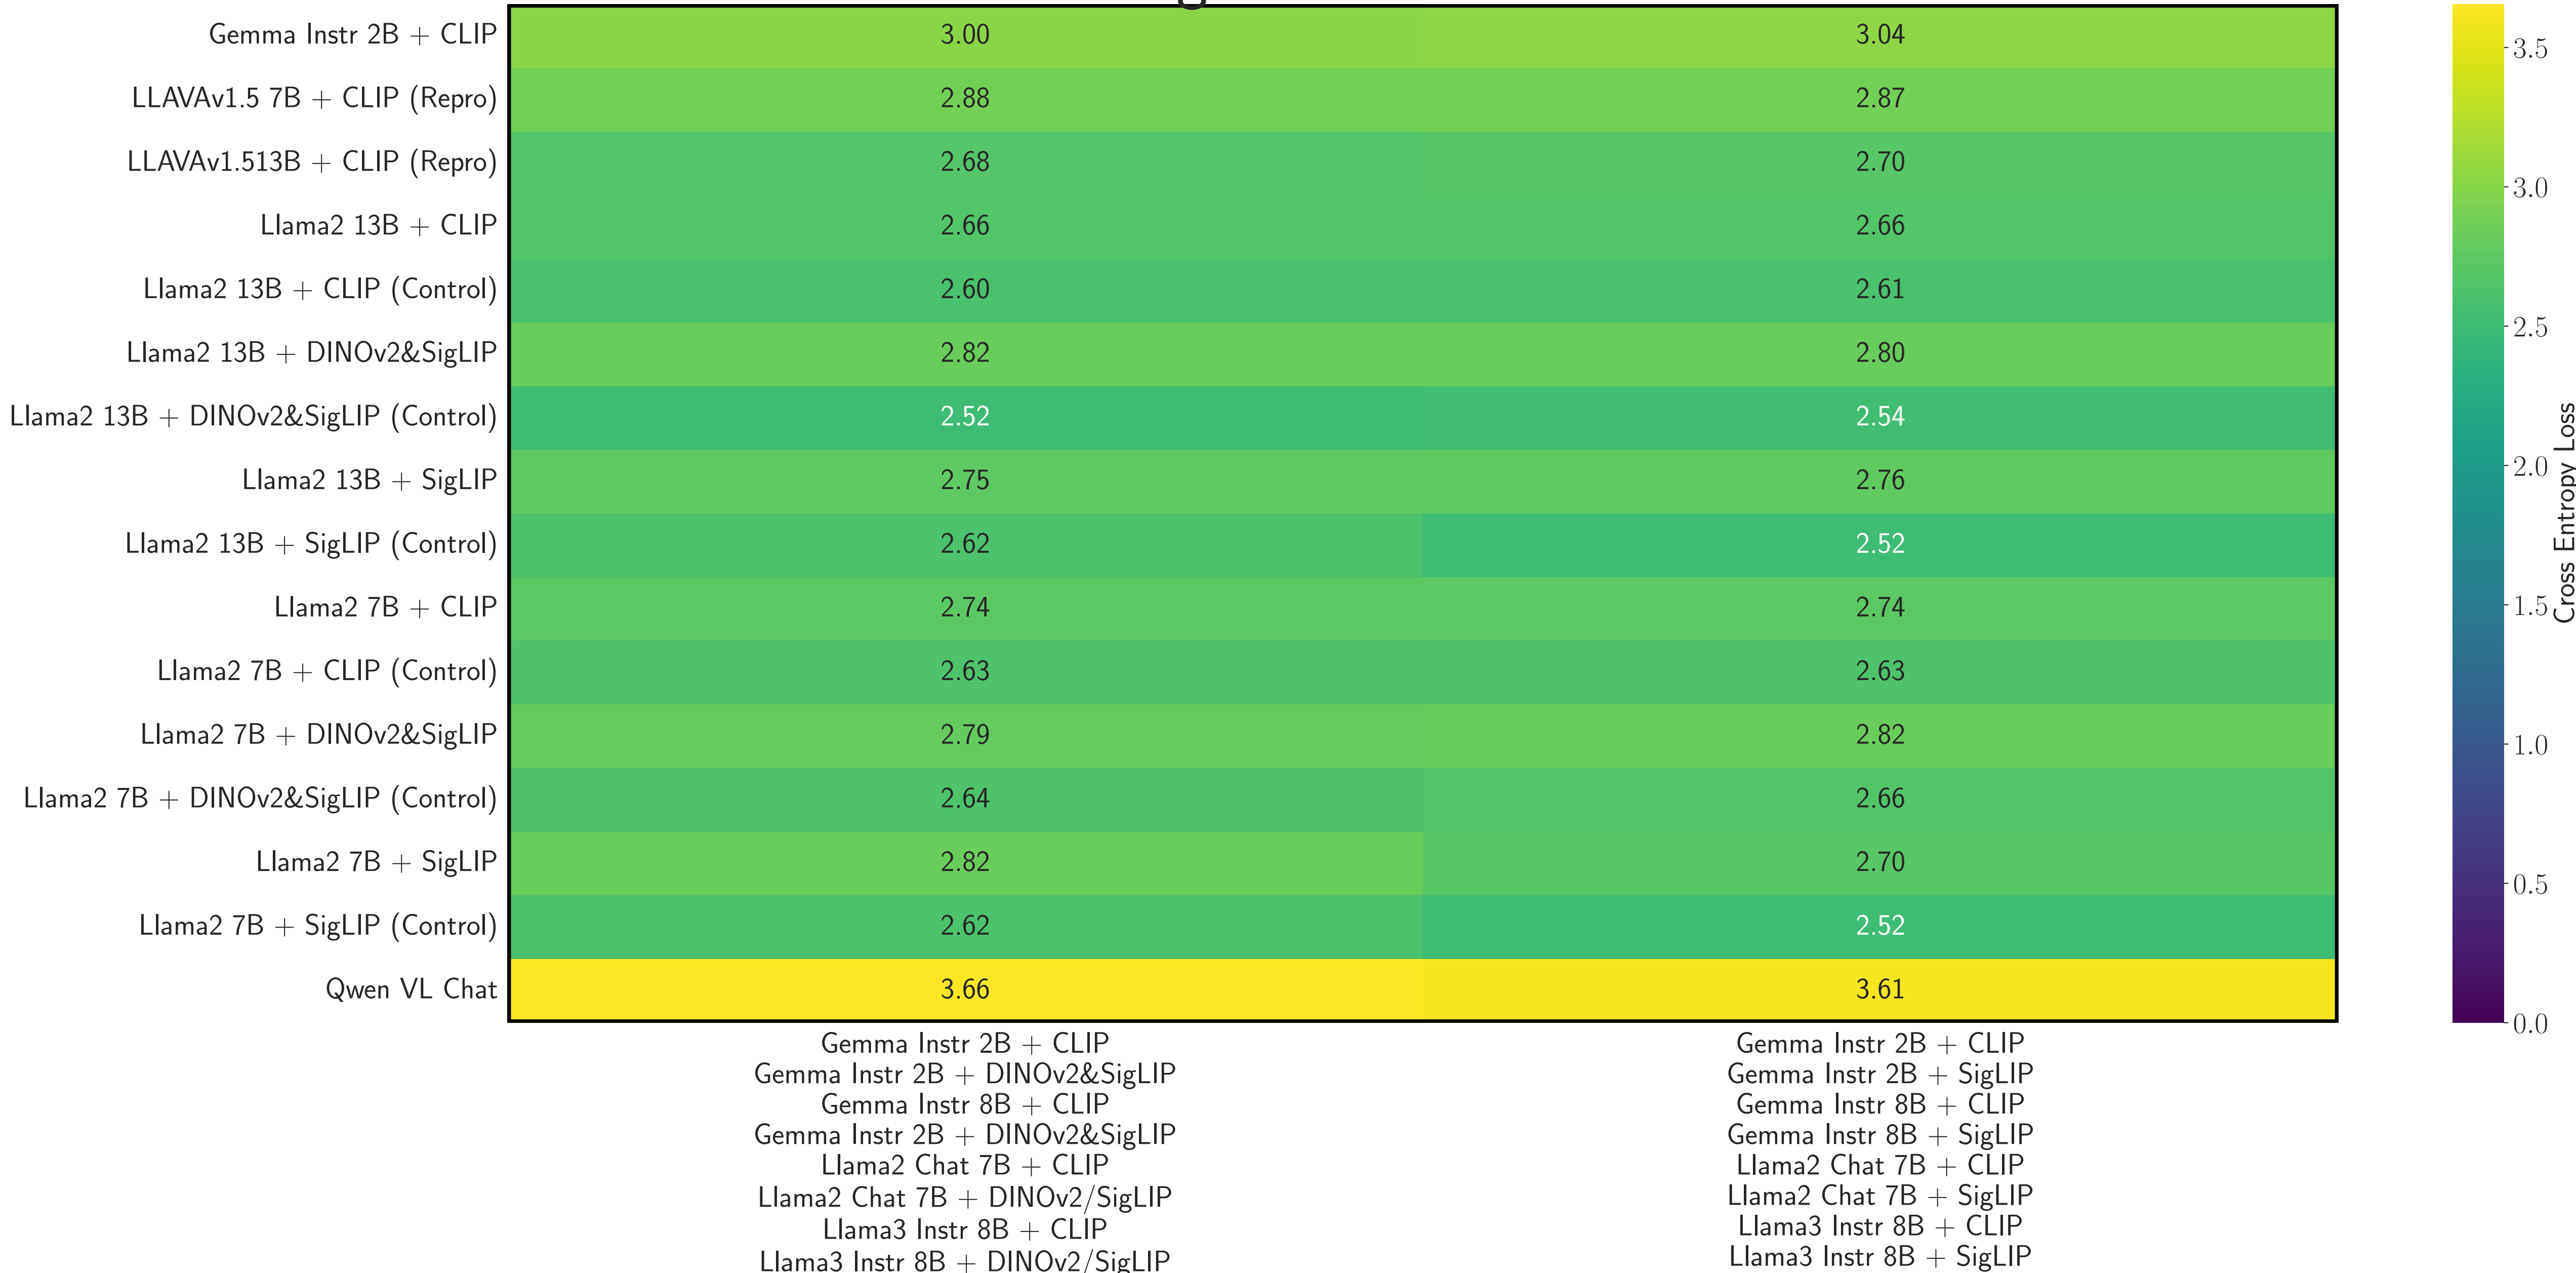 Gemma Instr 2B + CLIP 3.00 3.04
LLAVAv1.5 7B + CLIP (Repro) 2.88 2.87
LLAVAv1.513B + CLIP (Repro) 2.68 2.70
Llama2 13B + CLIP 2.66 2.66
Llama2 13B + CLIP (Control) 2.60 2.61
Llama2 13B + DINOv2&SigLIP 2.82 2.80
Llama2 13B + DINOv2&SigLIP (Control) 2.52 2.54
Llama2 13B + SigLIP 2.75 2.76
Llama2 13B + SigLIP (Control) 2.62 2.52
Llama2 7B + CLIP 2.74 2.74
Llama2 7B + CLIP (Control) 2.63 2.63
Llama2 7B + DINOv2&SigLIP 2.79 2.82
Llama2 7B + DINOv2&SigLIP (Control) 2.64 2.66
Llama2 7B + SigLIP 2.82 2.70
Llama2 7B + SigLIP (Control) 2.62 2.52
Qwen VL Chat 3.66 3.61
Gemma Instr 2B + CLIP
Gemma Instr 2B + DINOv2&SigLIP
Gemma Instr 8B + CLIP
Gemma Instr 2B + DINOv2&SigLIP
Llama2 Chat 7B + CLIP
Llama2 Chat 7B + DINOv2/SigLIP
Llama3 Instr 8B + CLIP
Llama3 Instr 8B + DINOv2/SigLIP
Gemma Instr 2B + CLIP
Gemma Instr 2B + SigLIP
Gemma Instr 8B + CLIP
Gemma Instr 8B + SigLIP
Llama2 Chat 7B + CLIP
Llama2 Chat 7B + SigLIP
Llama3 Instr 8B + CLIP
Llama3 Instr 8B + SigLIP
3.5
3.0
2.5
2.0
1.5
1.0
0.5
0.0
Cross Entropy Loss